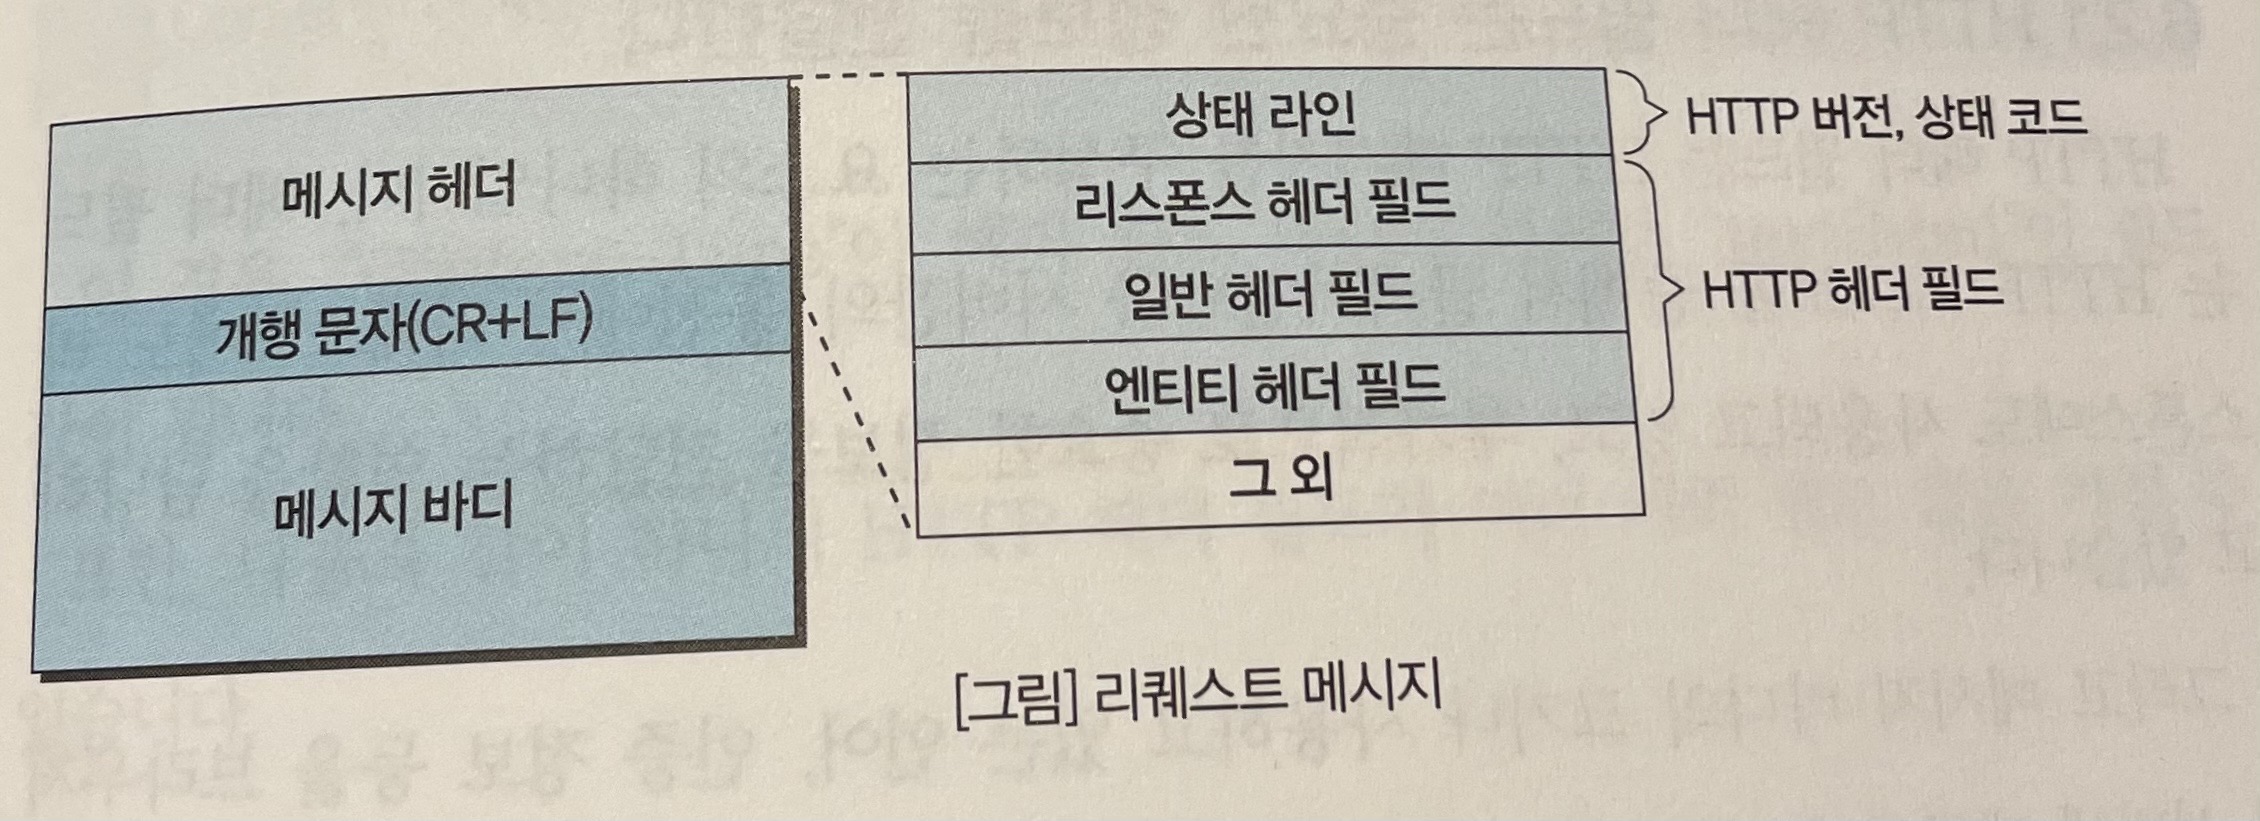 메시지 헤더
개행 문자(CR+LF)
메시지 바디
상태 라인
리스폰스 헤더 필드
일반 헤더 필드
엔티티 헤더 필드
그 외
HTTP 버전, 상태 코드
HTTP 헤더 필드
[그림] 리퀘스트 메시지